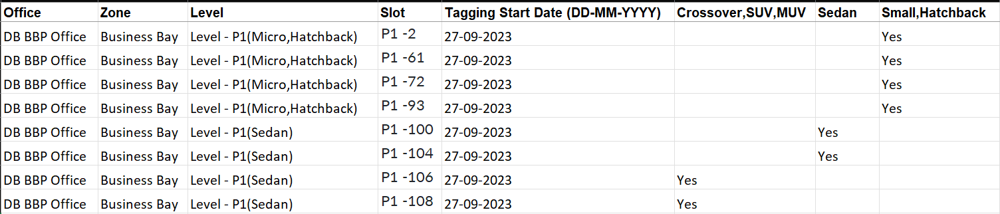 Office Zone Level Slot Tagging Start Date (DD-MM-YYYY) Crossover,SUV,MUV Sedan Small,Hatchback
DB BBP Office Business Bay Level - P1(Micro,Hatchback) P1 -2 27-09-2023 Yes
DB BBP Office Business Bay Level - P1(Micro,Hatchback) P1 -61 27-09-2023 Yes
DB BBP Office Business Bay Level - P1(Micro,Hatchback) P1 -72 27-09-2023 Yes
DB BBP Office Business Bay Level - P1(Micro,Hatchback) P1 -93 27-09-2023 Yes
DB BBP Office Business Bay Level - P1(Sedan) P1 -100 27-09-2023 Yes
DB BBP Office Business Bay Level - P1(Sedan) P1 -104 27-09-2023 Yes
DB BBP Office Business Bay Level - P1(Sedan) P1 -106 27-09-2023 Yes
DB BBP Office Business Bay Level - P1(Sedan) P1 -108 27-09-2023 Yes